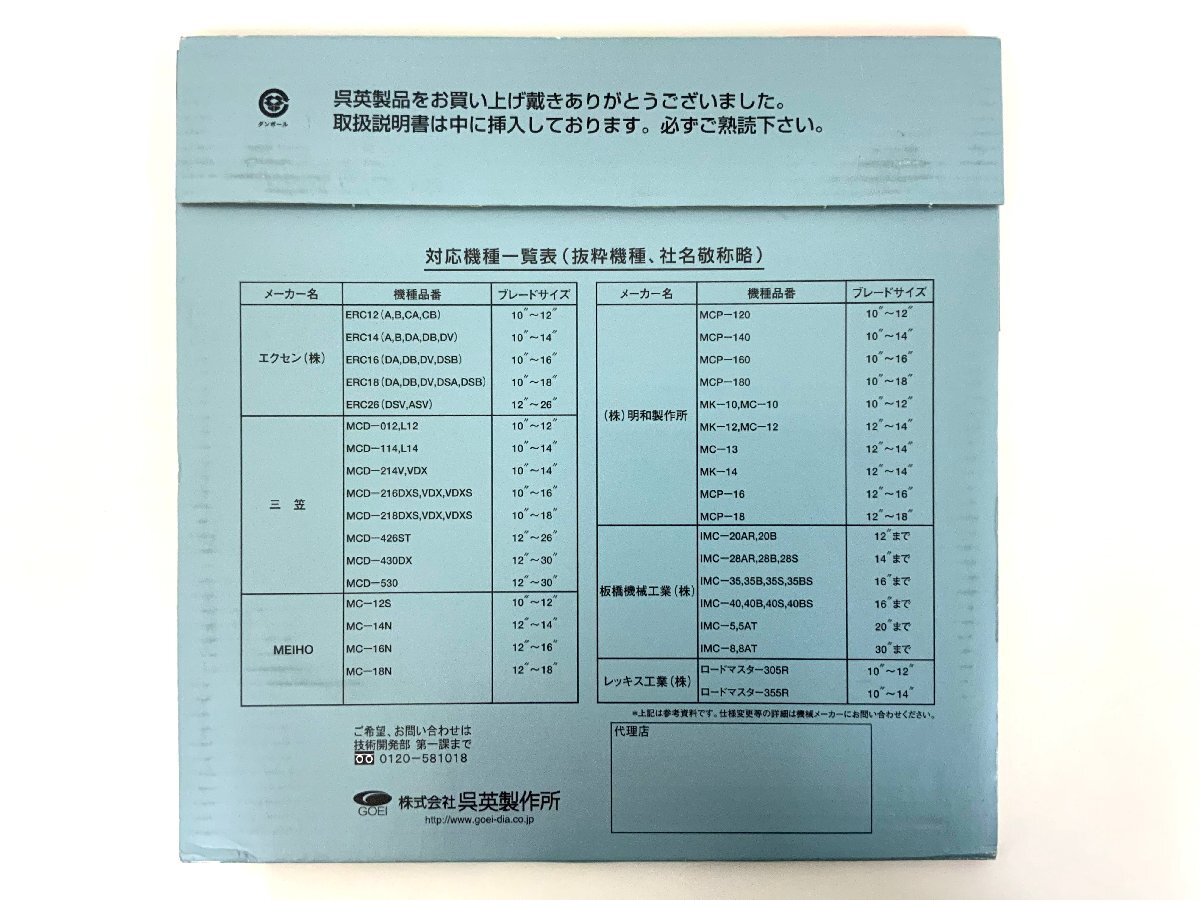 ダンボール
呉英製品をお買い上げ戴きありがとうございました。
取扱説明書は中に挿入しております。必ずご熟読下さい。
対応機種一覧表(抜粋機種、社名敬称略)
メーカー名 機種品番 ブレードサイズ
エクセン(株)
ERC12(A,B,CA,CB) 10″~12″
ERC14(A,B,DA,DB,DV) 10″~14″
ERC16(DA,DB,DV,DSB) 10″~16″
ERC18(DA,DB,DV,DSA,DSB) 10″~18″
ERC26(DSV,ASV) 12″~26″
三 笠
MCD-012,L12 10″~12″
MCD-114,L14 10″~14″
MCD-214V,VDX 10″~14″
MCD-216DXS,VDX,VDXS 10″~16″
MCD-218DXS,VDX,VDXS 10″~18″
MCD-426ST 12″~26″
MCD-430DX 12″~30″
MCD-530 12″~30″
MEIHO
MC-12S 10″~12″
MC-14N 12″~14″
MC-16N 12″~16″
MC-18N 12″~18″
メーカー名 機種品番 ブレードサイズ
(株)明和製作所
MCP-120 10″~12″
MCP-140 10″~14″
MCP-160 10″~16″
MCP-180 10″~18″
MK-10,MC-10 10″~12″
MK-12,MC-12 12″~14″
MC-13 12″~14″
MK-14 12″~14″
MCP-16 12″~16″
MCP-18 12″~18″
板橋機械工業(株)
IMC-20AR,20B 12″まで
IMC-28AR,28B,28S 14″まで
IMC-35,35B,35S,35BS 16″まで
IMC-40,40B,40S,40BS 16″まで
IMC-5,5AT 20″まで
IMC-8,8AT 30″まで
レッキス工業(株)
ロードマスター305R 10″~12″
ロードマスター355R 10″~14″
*上記は参考資料です。仕様変更等の詳細は機械メーカーにお問い合わせください。
ご希望、お問い合わせは
技術開発部 第一課まで
0120-581018
GOEI 株式会社 呉英製作所
http://www.goei-dia.co.jp
代理店